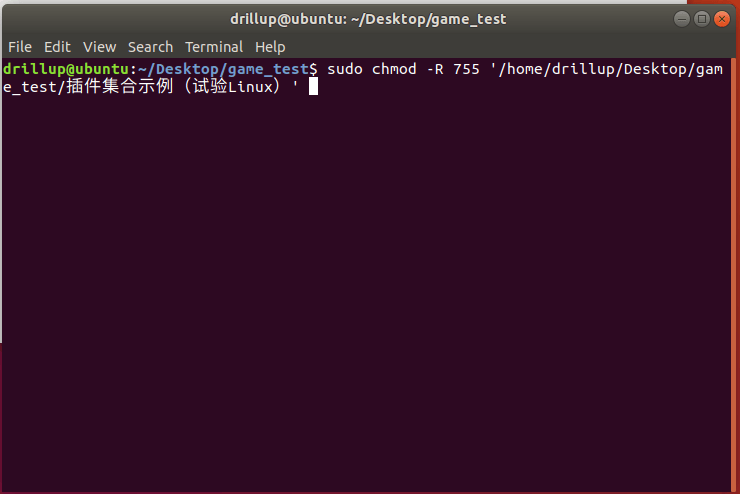 drillup@ubuntu: ~/Desktop/game_test
File Edit View Search Terminal Help
drillup@ubuntu:~/Desktop/game_test$ sudo chmod -R 755 '/home/drillup/Desktop/gam
e_test/插件集合示例（试验Linux）'